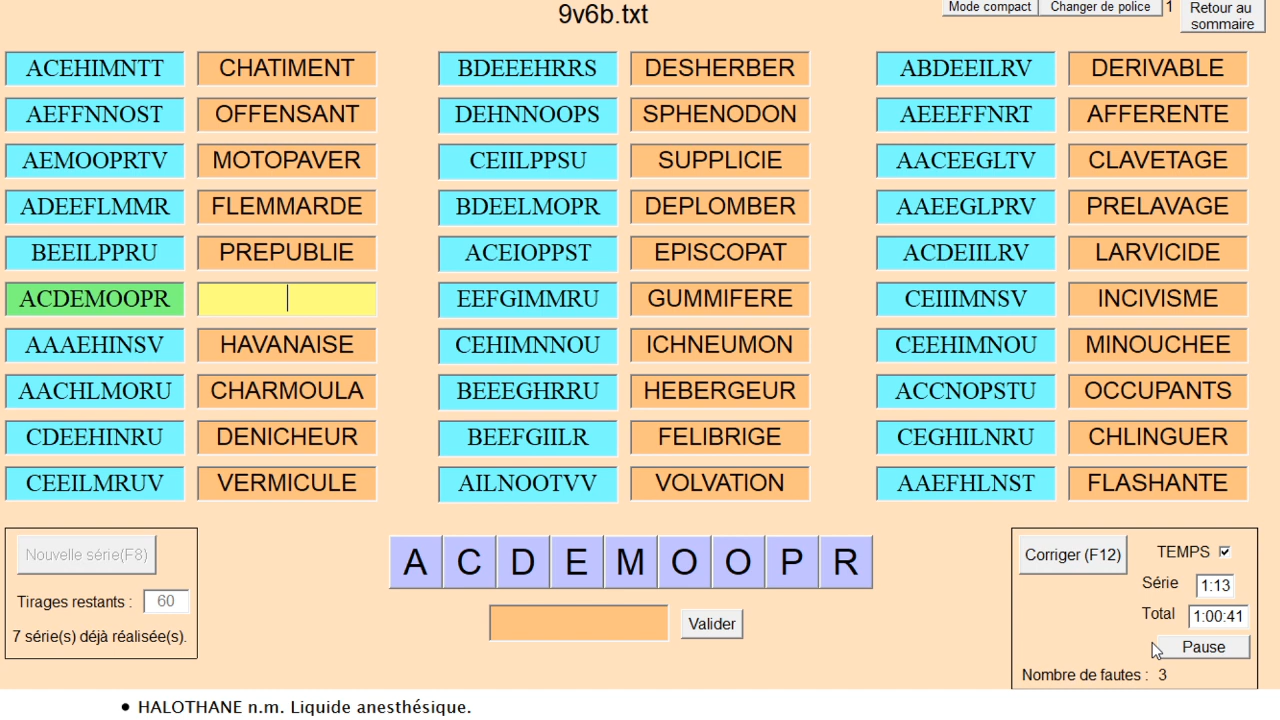 9v6b.txt
Mode compact Changer de police 1 Retour au sommaire
ACEHIMNTT CHATIMENT BDEEEHRRS DESHERBER ABDEEILRV DERIVABLE
AEFFNNOST OFFENSANT DEHNNOOPS SPHENODON AEEEFFNRT AFFERENTE
AEMOOPRTV MOTOPAVER CEIILPPSU SUPPLICIE AACEEGLTV CLAVETAGE
ADEEFLMMR FLEMMARDE BDEELMOPR DEPLOMBER AAEEGLPRV PRELAVAGE
BEEILPPRU PREPUBLIE ACEIOPPST EPISCOPAT ACDEIILRV LARVICIDE
ACDEMOOPR EEFGIMMRU GUMMIFERE CEIIIMNSV INCIVISME
AAAEHINSV HAVANAISE CEHIMNNOU ICHNEUMON CEEHIMNOU MINOUCHEE
AACHLMORU CHARMOULA BEEEGHRRU HEBERGEUR ACCNOPSTU OCCUPANTS
CDEEHINRU DENICHEUR BEEFGIILR FELIBRIGE CEGHILNRU CHLINGUER
CEEILMRUV VERMICULE AILNOOTVV VOLVATION AAEFHLNST FLASHANTE
Nouvelle série(F8)
Tirages restants : 60
7 série(s) déjà réalisée(s).
A C D E M O O P R
Valider
Corriger (F12) TEMPS
Série 1:13
Total 1:00:41
Pause
Nombre de fautes : 3
• HALOTHANE n.m. Liquide anesthésique.